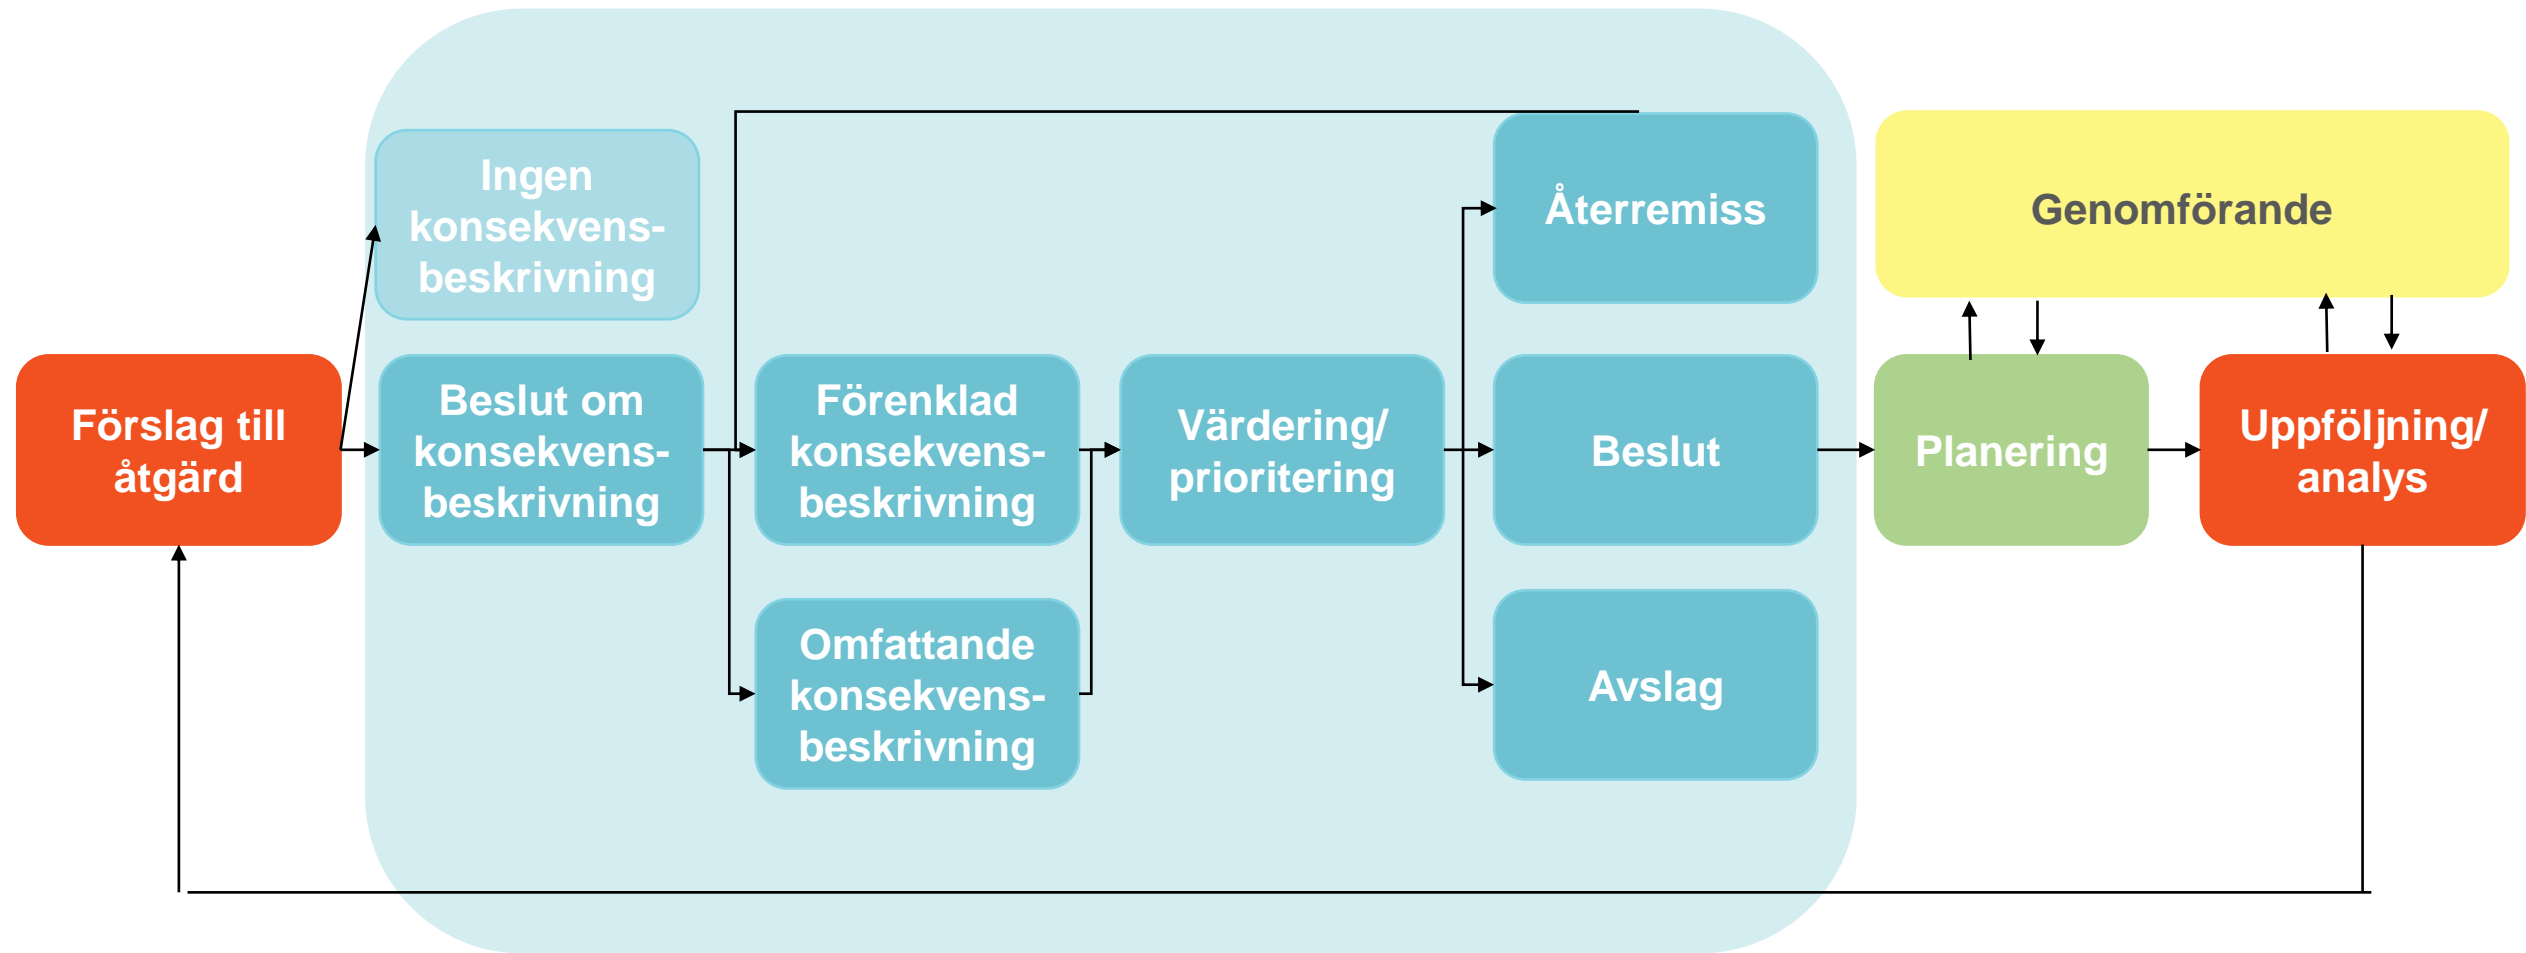 Förslag till
åtgärd
Ingen
konsekvens-
beskrivning
Beslut om
konsekvens-
beskrivning
Förenklad
konsekvens-
beskrivning
Omfattande
konsekvens-
beskrivning
Värdering/
prioritering
Återremiss
Beslut
Avslag
Genomförande
Planering
Uppföljning/
analys